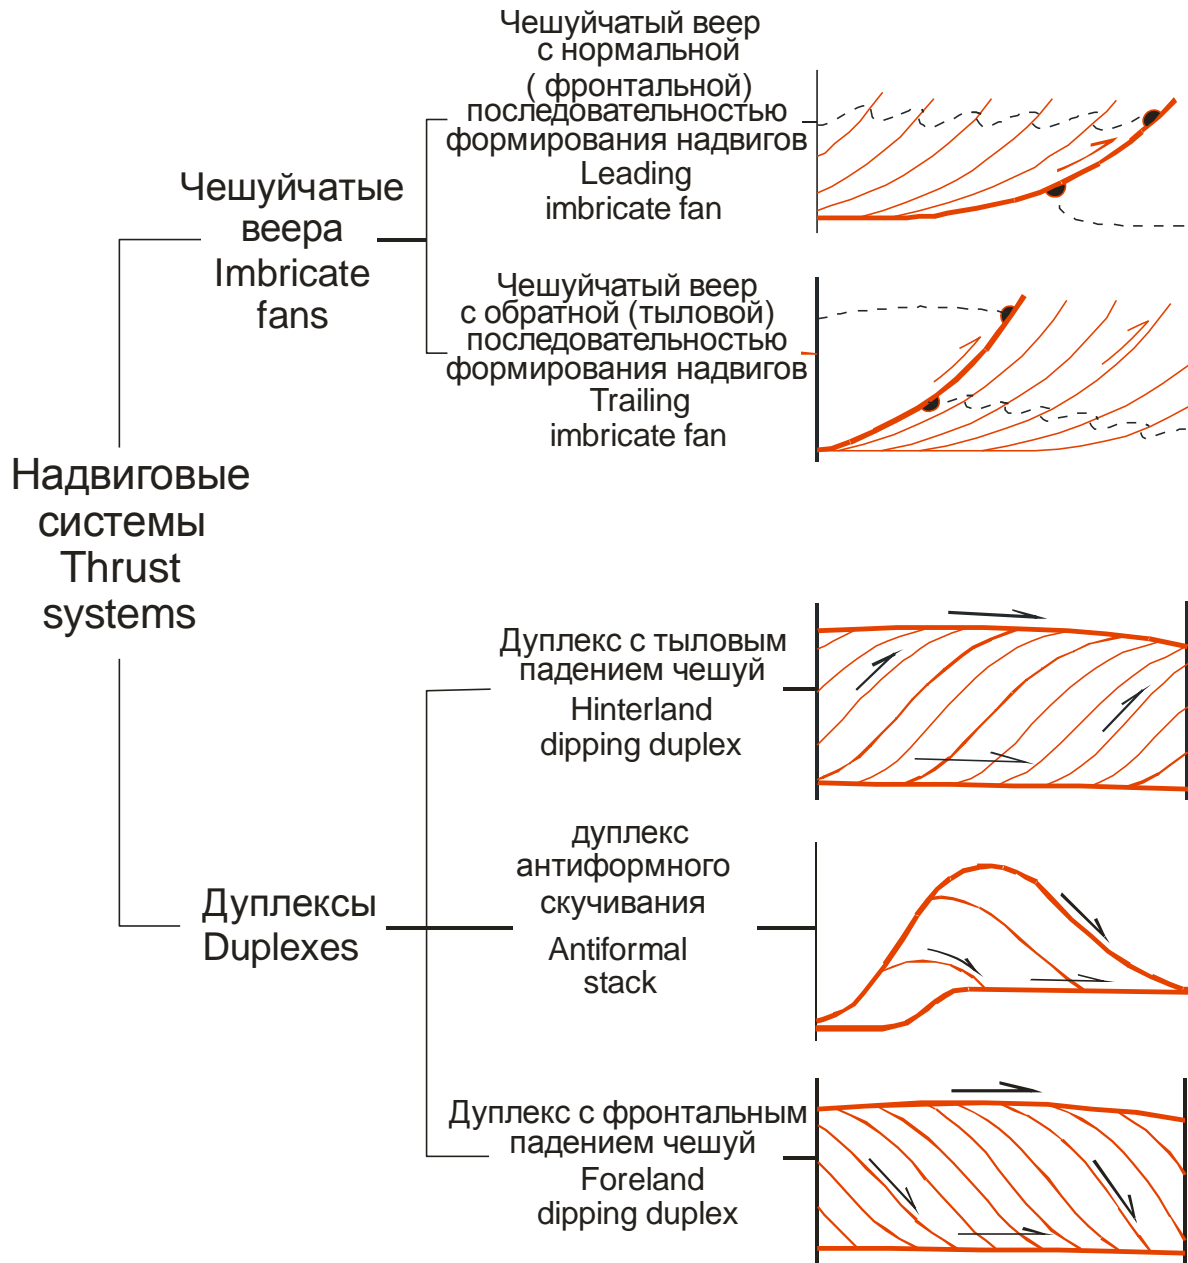 Надвиговые
системы
Thrust
systems
Чешуйчатые
веера
Imbricate
fans
Чешуйчатый веер
с нормальной
( фронтальной)
последовательностью
формирования надвигов
Leading
imbricate fan
Чешуйчатый веер
с обратной (тыловой)
последовательностью
формирования надвигов
Trailing
imbricate fan
Дуплексы
Duplexes
Дуплекс с тыловым
падением чешуй
Hinterland
dipping duplex
дуплекс
антиформного
скучивания
Antiformal
stack
Дуплекс с фронтальным
падением чешуй
Foreland
dipping duplex